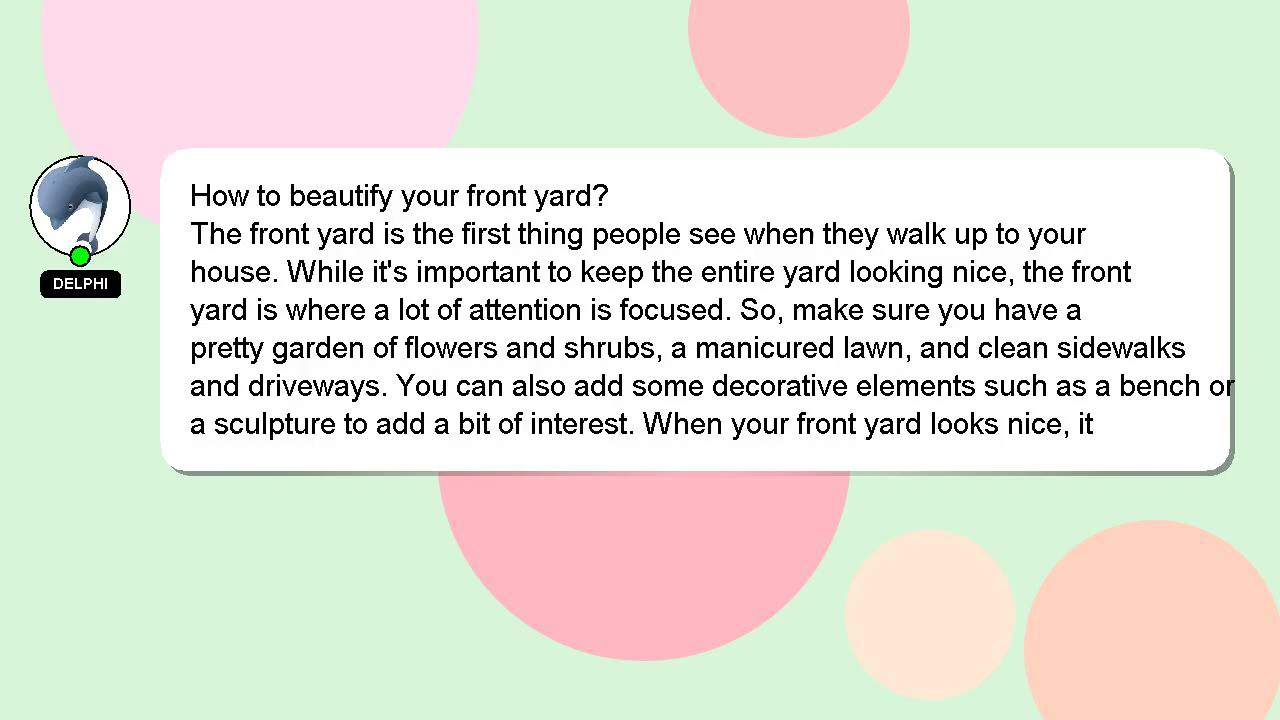 How to beautify your front yard?
The front yard is the first thing people see when they walk up to your
house. While it's important to keep the entire yard looking nice, the front
yard is where a lot of attention is focused. So, make sure you have a
pretty garden of flowers and shrubs, a manicured lawn, and clean sidewalks
and driveways. You can also add some decorative elements such as a bench or
a sculpture to add a bit of interest. When your front yard looks nice, it
DELPHI